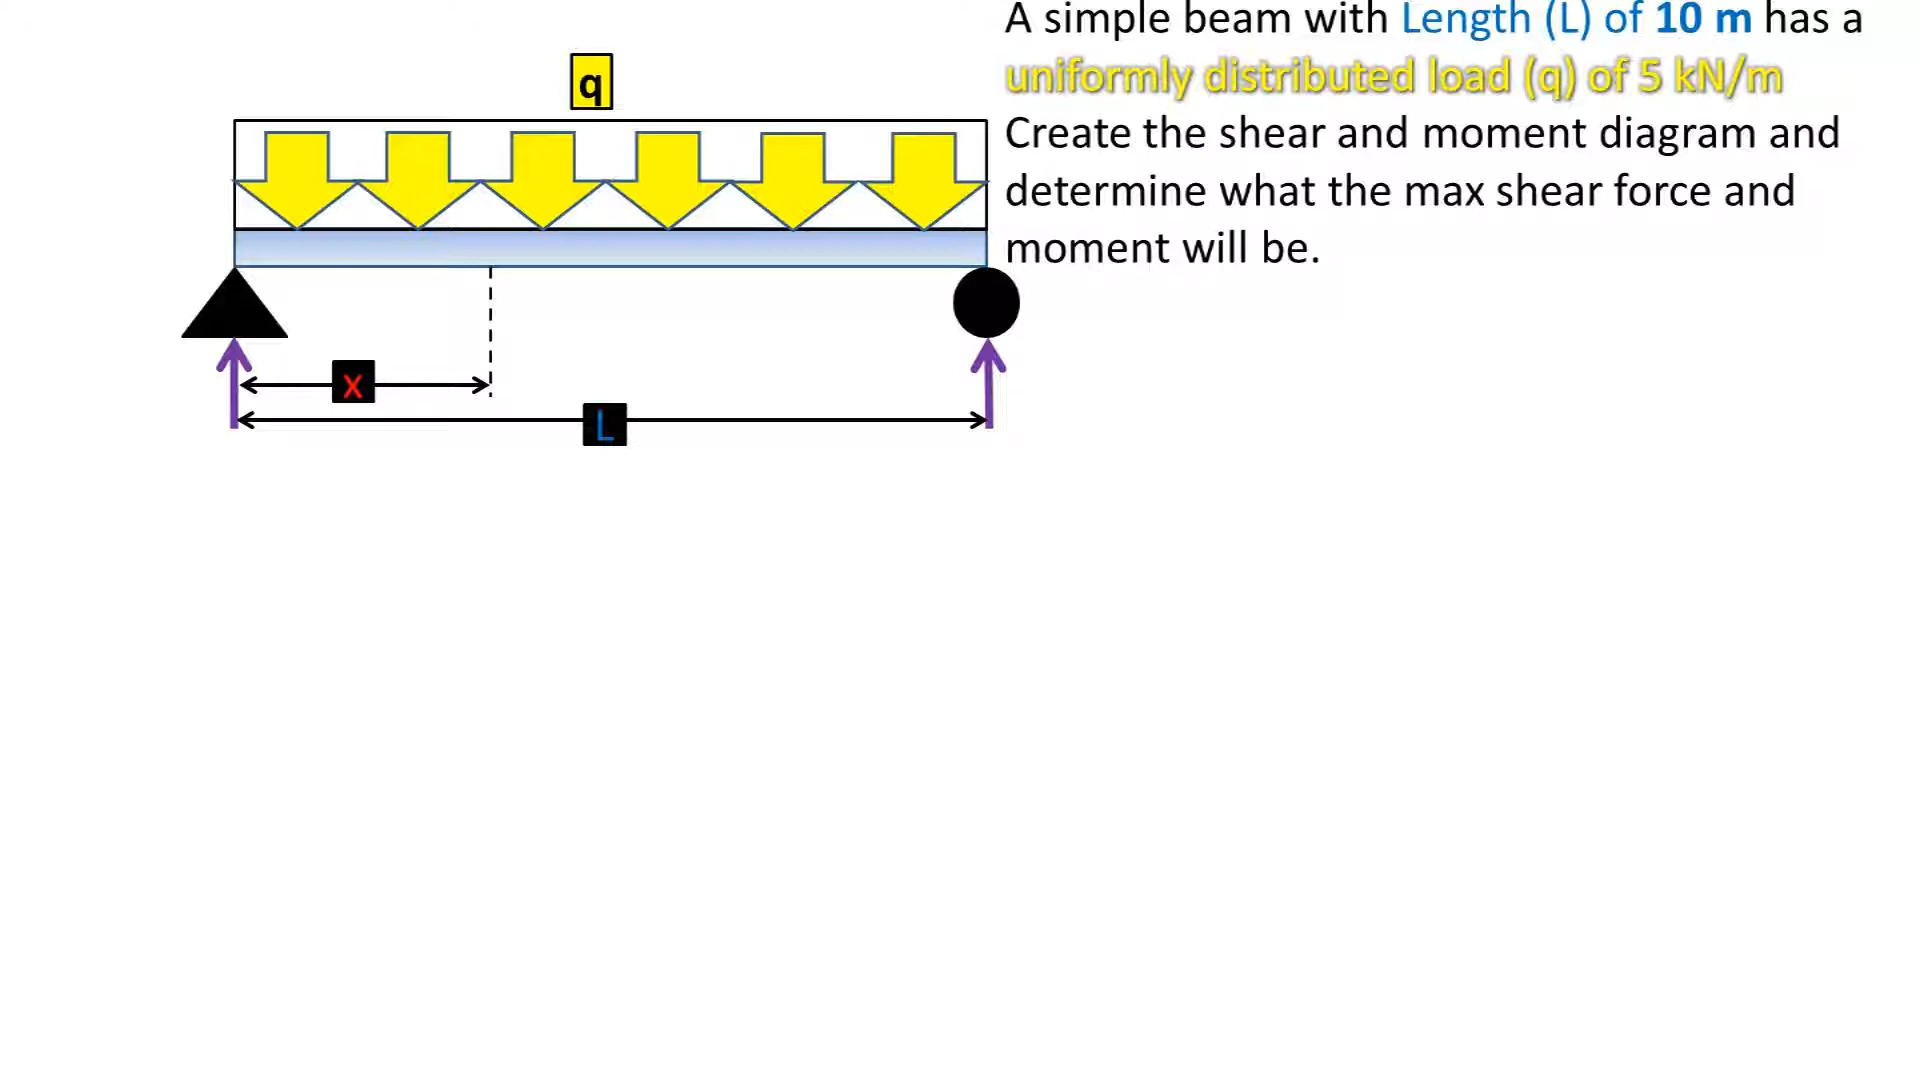 A simple beam with Length (L) of 10 m has a
uniformly distributed load (q) of 5 kN/m
Create the shear and moment diagram and
determine what the max shear force and
moment will be.
q
x
L